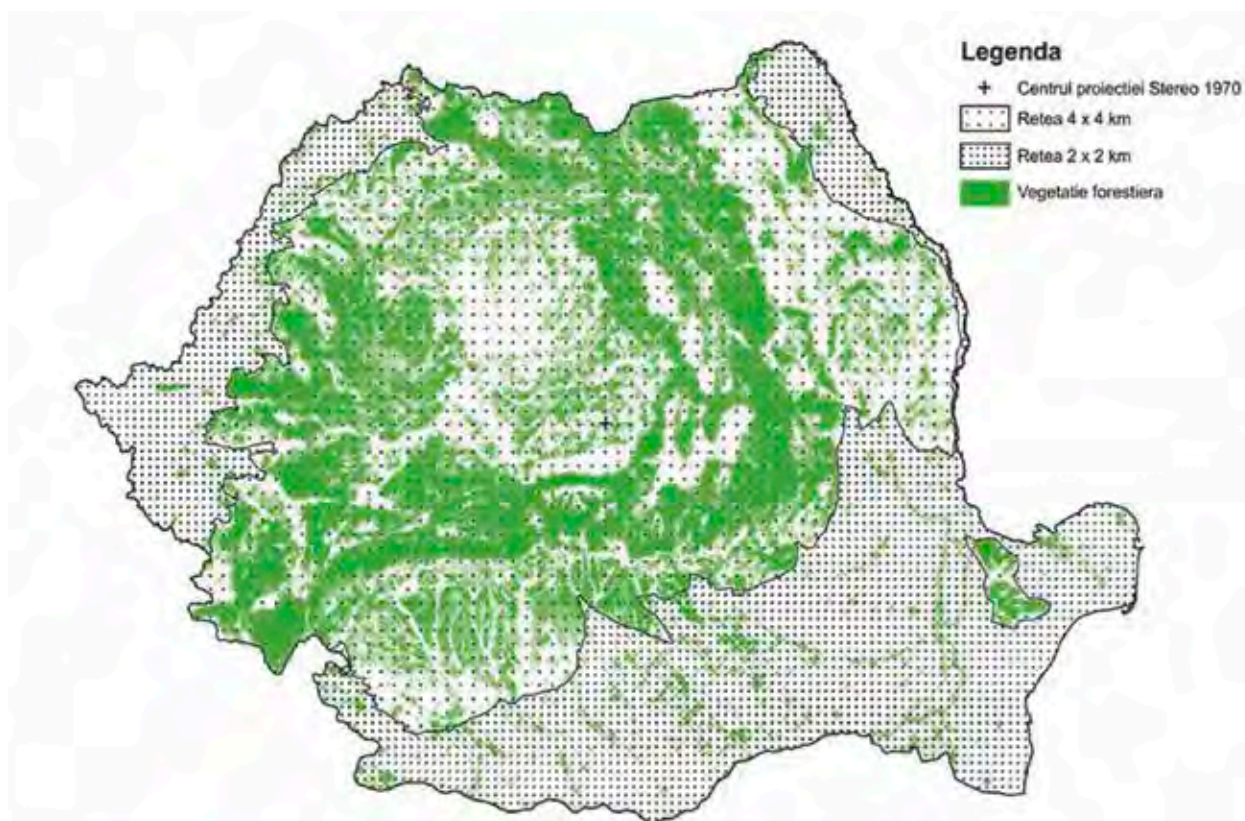 Legenda
Centrul proiectiei Stereo 1970
Retea 4 x 4 km
Retea 2 x 2 km
Vegetatie forestiera